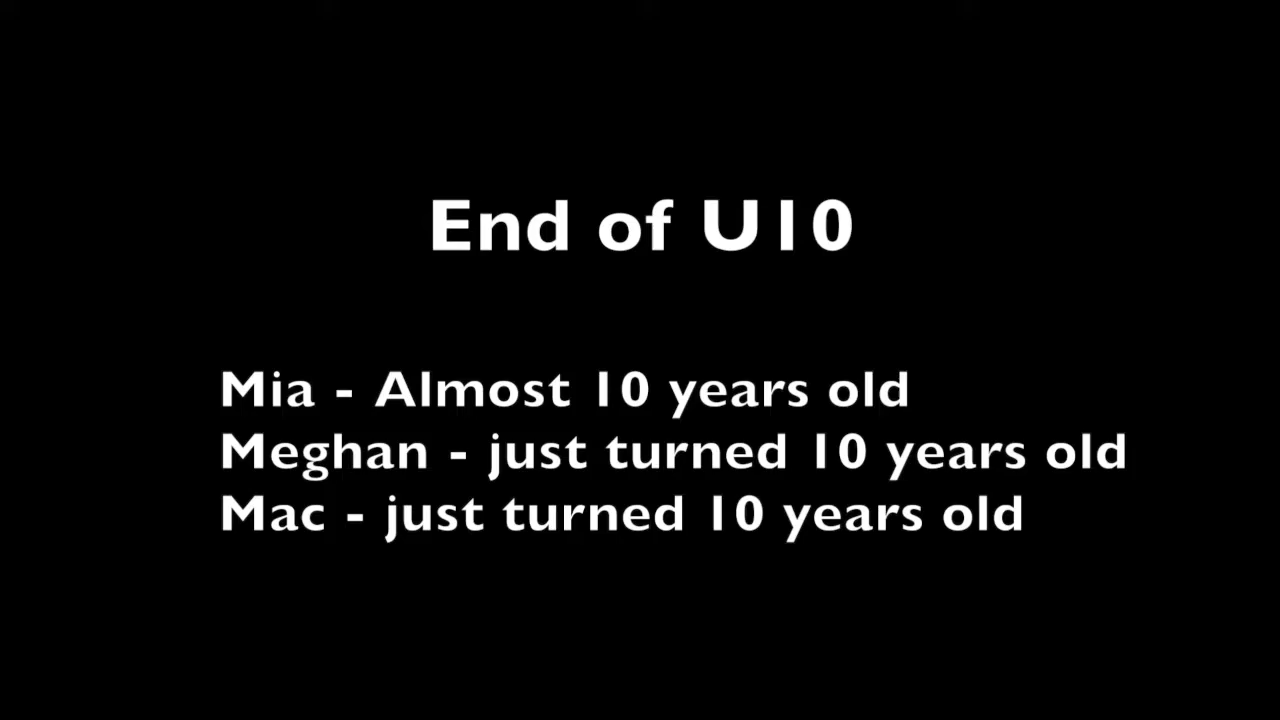 End of U10
Mia - Almost 10 years old
Meghan - just turned 10 years old
Mac - just turned 10 years old